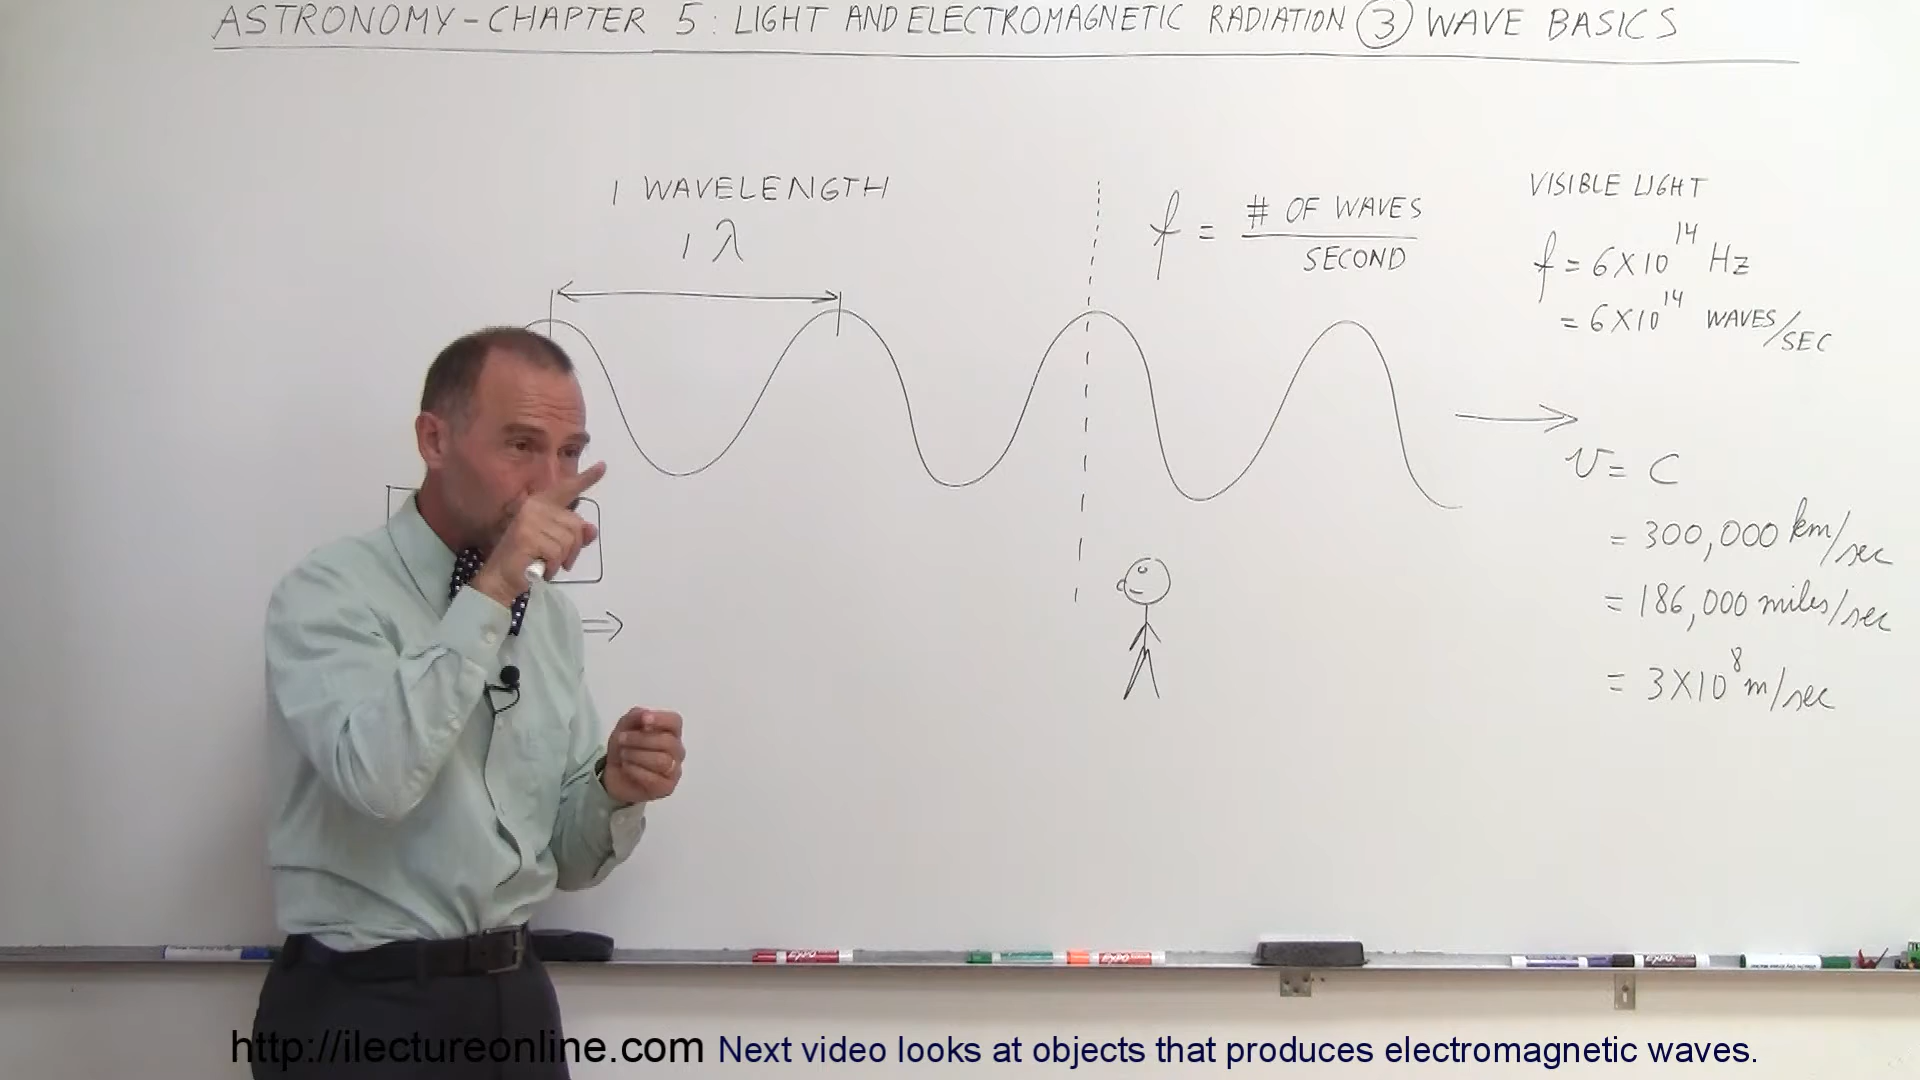 ASTRONOMY - CHAPTER 5: LIGHT AND ELECTROMAGNETIC RADIATION ③ WAVE BASICS
1 WAVELENGTH
1 λ
f = # OF WAVES / SECOND
VISIBLE LIGHT
f = 6X10^14 Hz
= 6X10^14 WAVES/SEC
v = C
= 300,000 km/sec
= 186,000 miles/sec
= 3X10^8 m/sec
http://ilectureonline.com Next video looks at objects that produces electromagnetic waves.